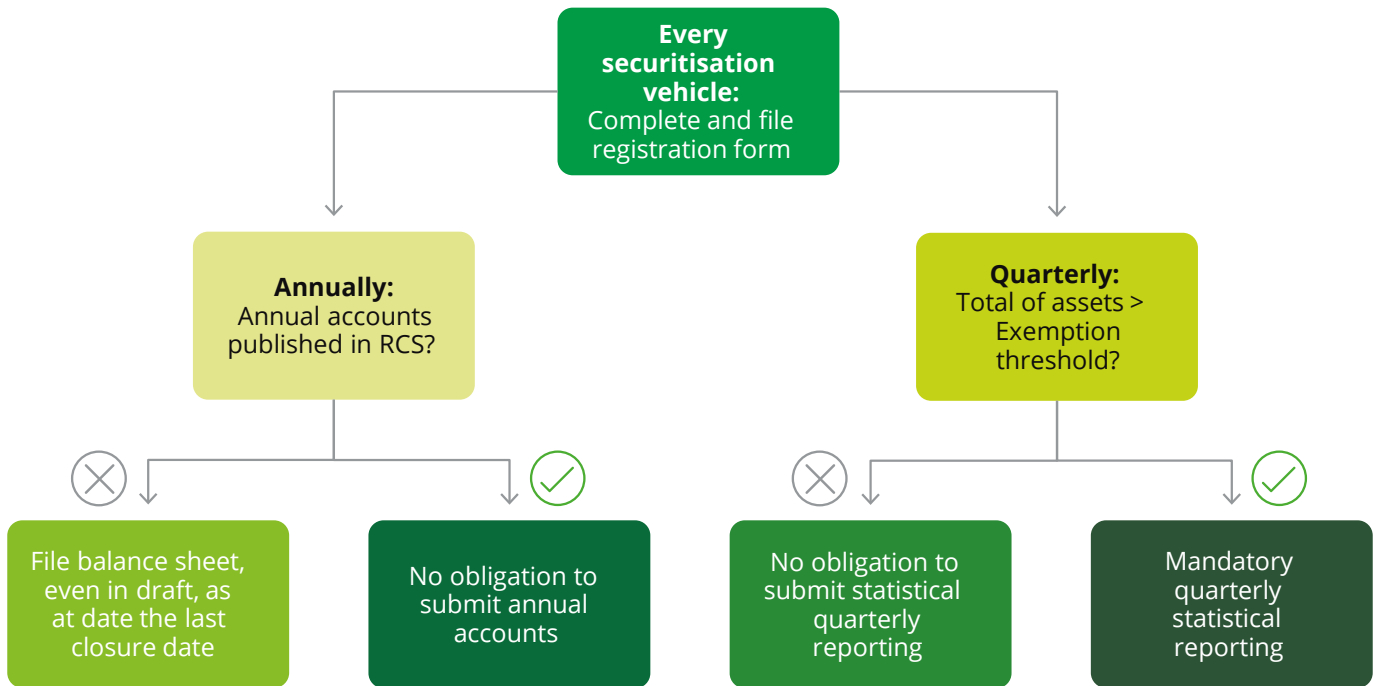 Every
securitisation
vehicle:
Complete and file
registration form
Annually:
Annual accounts
published in RCS?
Quarterly:
Total of assets >
Exemption
threshold?
File balance sheet,
even in draft, as
at date the last
closure date
No obligation to
submit annual
accounts
No obligation to
submit statistical
quarterly
reporting
Mandatory
quarterly
statistical
reporting